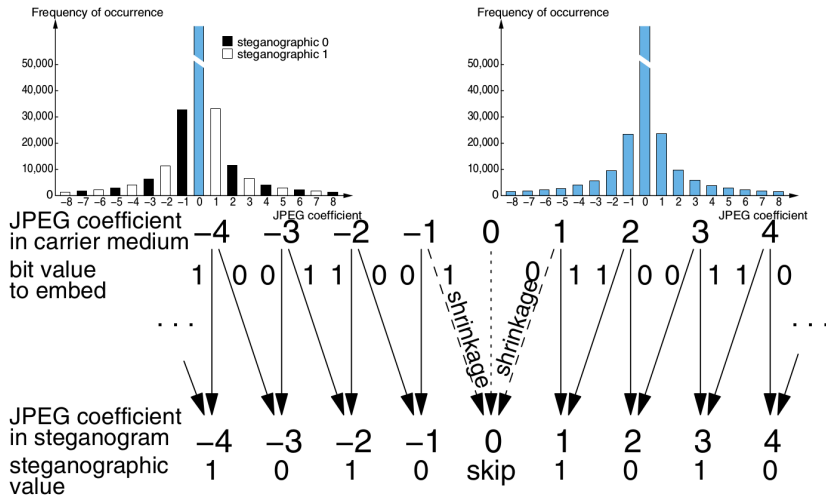 Frequency of occurrence
steganographic 0
steganographic 1
50,000
40,000
30,000
20,000
10,000
0
−8 −7 −6 −5 −4 −3 −2 −1 0 1 2 3 4 5 6 7 8
JPEG coefficient
Frequency of occurrence
50,000
40,000
30,000
20,000
10,000
0
−8 −7 −6 −5 −4 −3 −2 −1 0 1 2 3 4 5 6 7 8
JPEG coefficient
JPEG coefficient
in carrier medium
−4 −3 −2 −1 0 1 2 3 4
bit value
to embed
1 0 0 1 1 0 0 1 0 1 1 0 0 1 1 0
shrinkage
shrinkage
. . .
. . .
JPEG coefficient
in steganogram
−4 −3 −2 −1 0 1 2 3 4
steganographic
value
1 0 1 0 skip 1 0 1 0